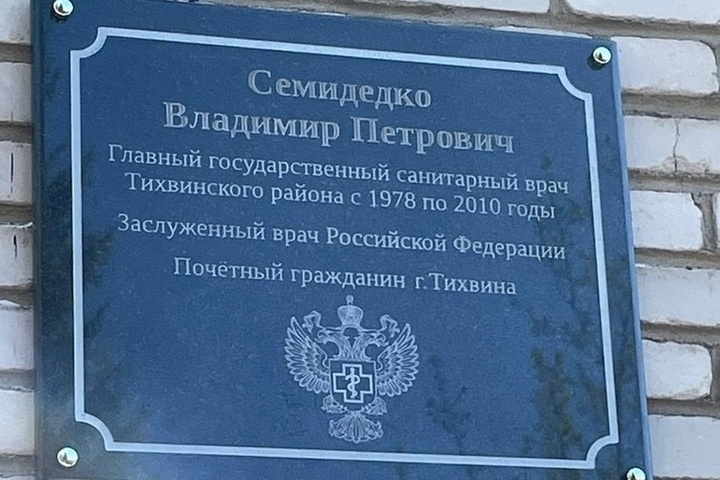 Семидедко
Владимир Петрович
Главный государственный санитарный врач
Тихвинского района с 1978 по 2010 годы
Заслуженный врач Российской Федерации
Почётный гражданин г.Тихвина